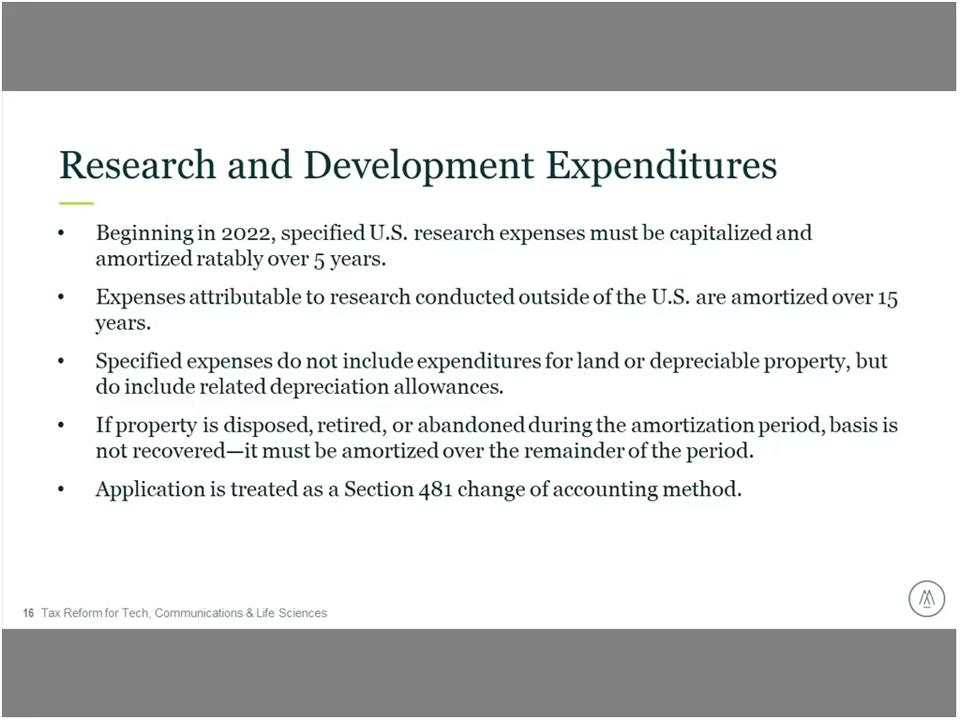 Research and Development Expenditures
• Beginning in 2022, specified U.S. research expenses must be capitalized and
amortized ratably over 5 years.
• Expenses attributable to research conducted outside of the U.S. are amortized over 15
years.
• Specified expenses do not include expenditures for land or depreciable property, but
do include related depreciation allowances.
• If property is disposed, retired, or abandoned during the amortization period, basis is
not recovered—it must be amortized over the remainder of the period.
• Application is treated as a Section 481 change of accounting method.
16 Tax Reform for Tech, Communications & Life Sciences